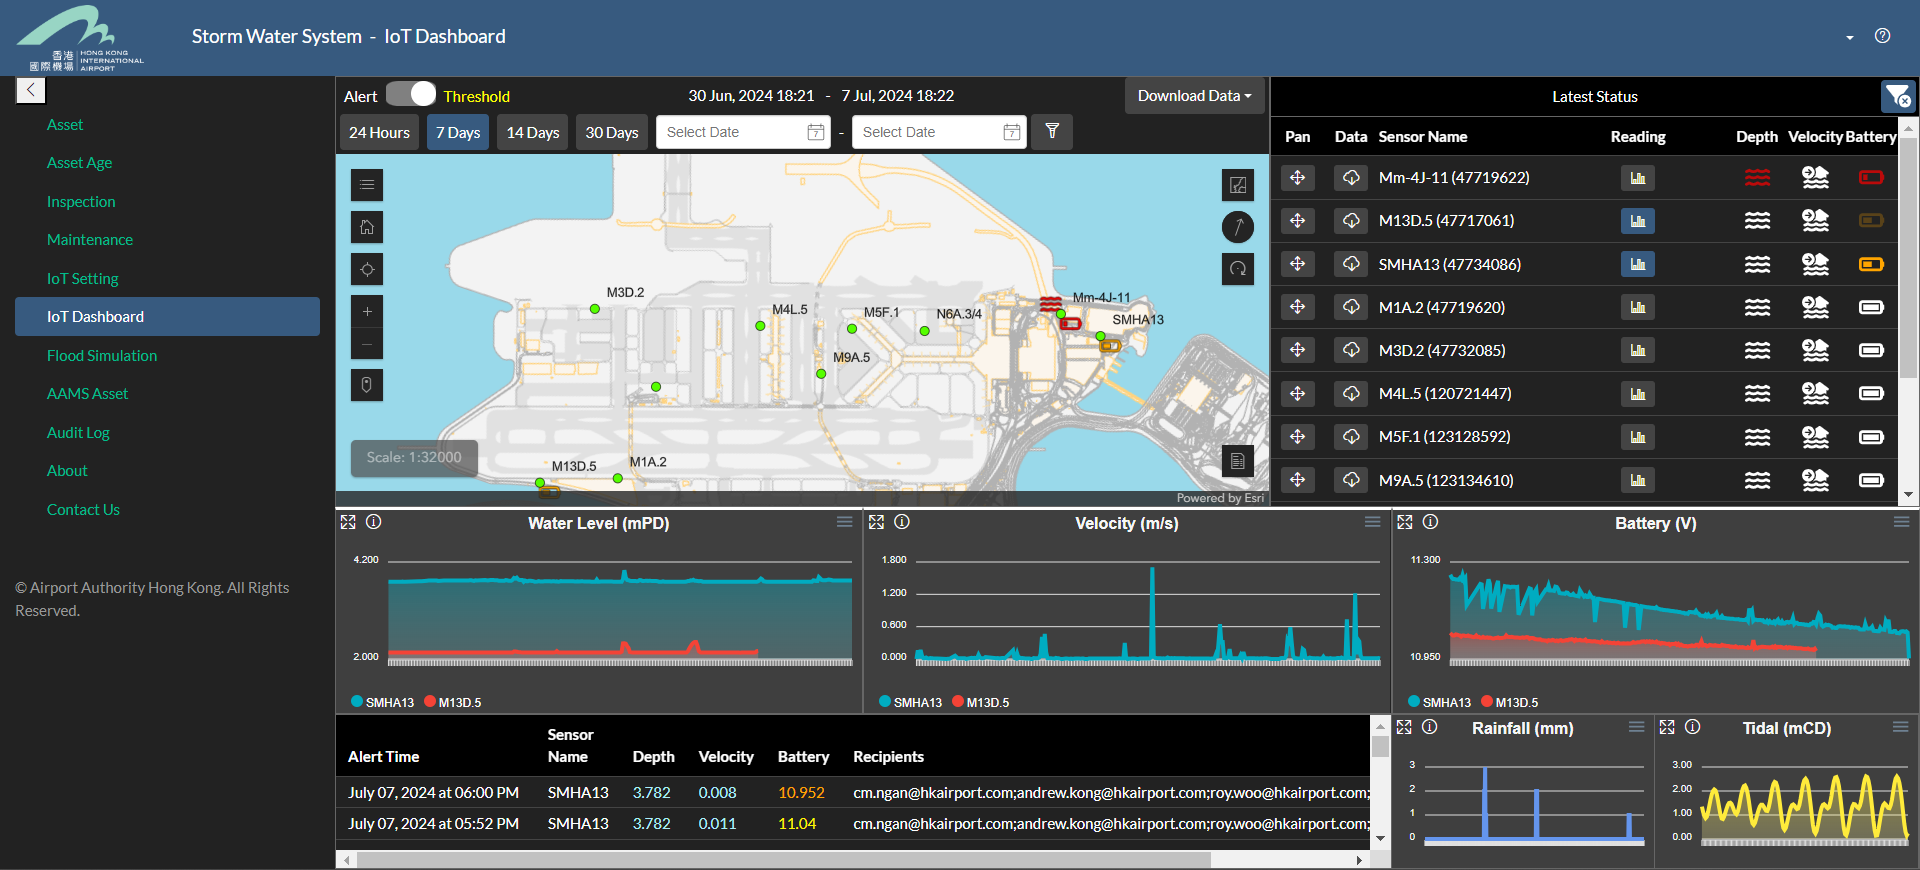 香港
國際機場
HONG KONG
INTERNATIONAL
AIRPORT
Storm Water System - IoT Dashboard
Asset
Asset Age
Inspection
Maintenance
IoT Setting
IoT Dashboard
Flood Simulation
AAMS Asset
Audit Log
About
Contact Us
© Airport Authority Hong Kong. All Rights
Reserved.
Alert Threshold
30 Jun, 2024 18:21 - 7 Jul, 2024 18:22
Download Data
24 Hours 7 Days 14 Days 30 Days Select Date 7 - Select Date 7
M3D.2
M4L.5
M5F.1
N6A.3/4
Mm-4J-11
SMHA13
M9A.5
M13D.5
M1A.2
Scale: 1:32000
Powered by Esri
Latest Status
Pan Data Sensor Name Reading Depth Velocity Battery
Mm-4J-11 (47719622)
M13D.5 (47717061)
SMHA13 (47734086)
M1A.2 (47719620)
M3D.2 (47732085)
M4L.5 (120721447)
M5F.1 (123128592)
M9A.5 (123134610)
Water Level (mPD)
4.200
2.000
SMHA13 M13D.5
Velocity (m/s)
1.800
1.200
0.600
0.000
SMHA13 M13D.5
Battery (V)
11.300
10.950
SMHA13 M13D.5
Alert Time Sensor Name Depth Velocity Battery Recipients
July 07, 2024 at 06:00 PM SMHA13 3.782 0.008 10.952 cm.ngan@hkairport.com;andrew.kong@hkairport.com;roy.woo@hkairport.com;
July 07, 2024 at 05:52 PM SMHA13 3.782 0.011 11.04 cm.ngan@hkairport.com;andrew.kong@hkairport.com;roy.woo@hkairport.com;
Rainfall (mm)
3
2
1
0
Tidal (mCD)
3.00
2.00
1.00
0.00